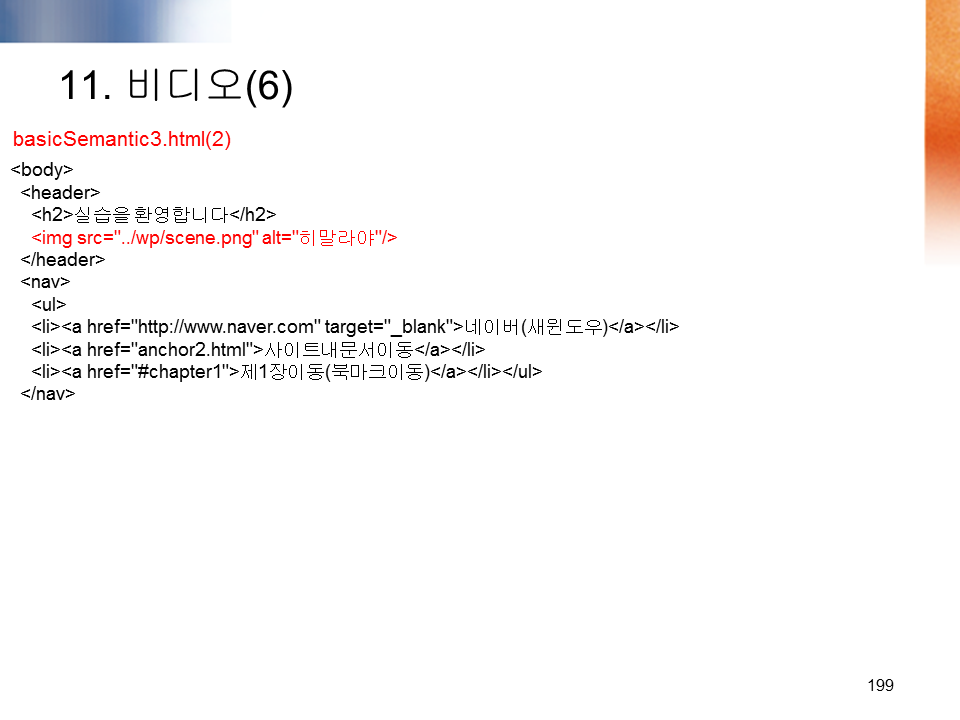 11. 비디오(6)
basicSemantic3.html(2)
<body>
<header>
<h2>실습을 환영합니다</h2>
<img src="../wp/scene.png" alt="히말라야"/>
</header>
<nav>
<ul>
<li><a href="http://www.naver.com" target="_blank">네이버(새윈도우)</a></li>
<li><a href="anchor2.html">사이트내문서이동</a></li>
<li><a href="#chapter1">제1장이동(북마크이동)</a></li></ul>
</nav>
199